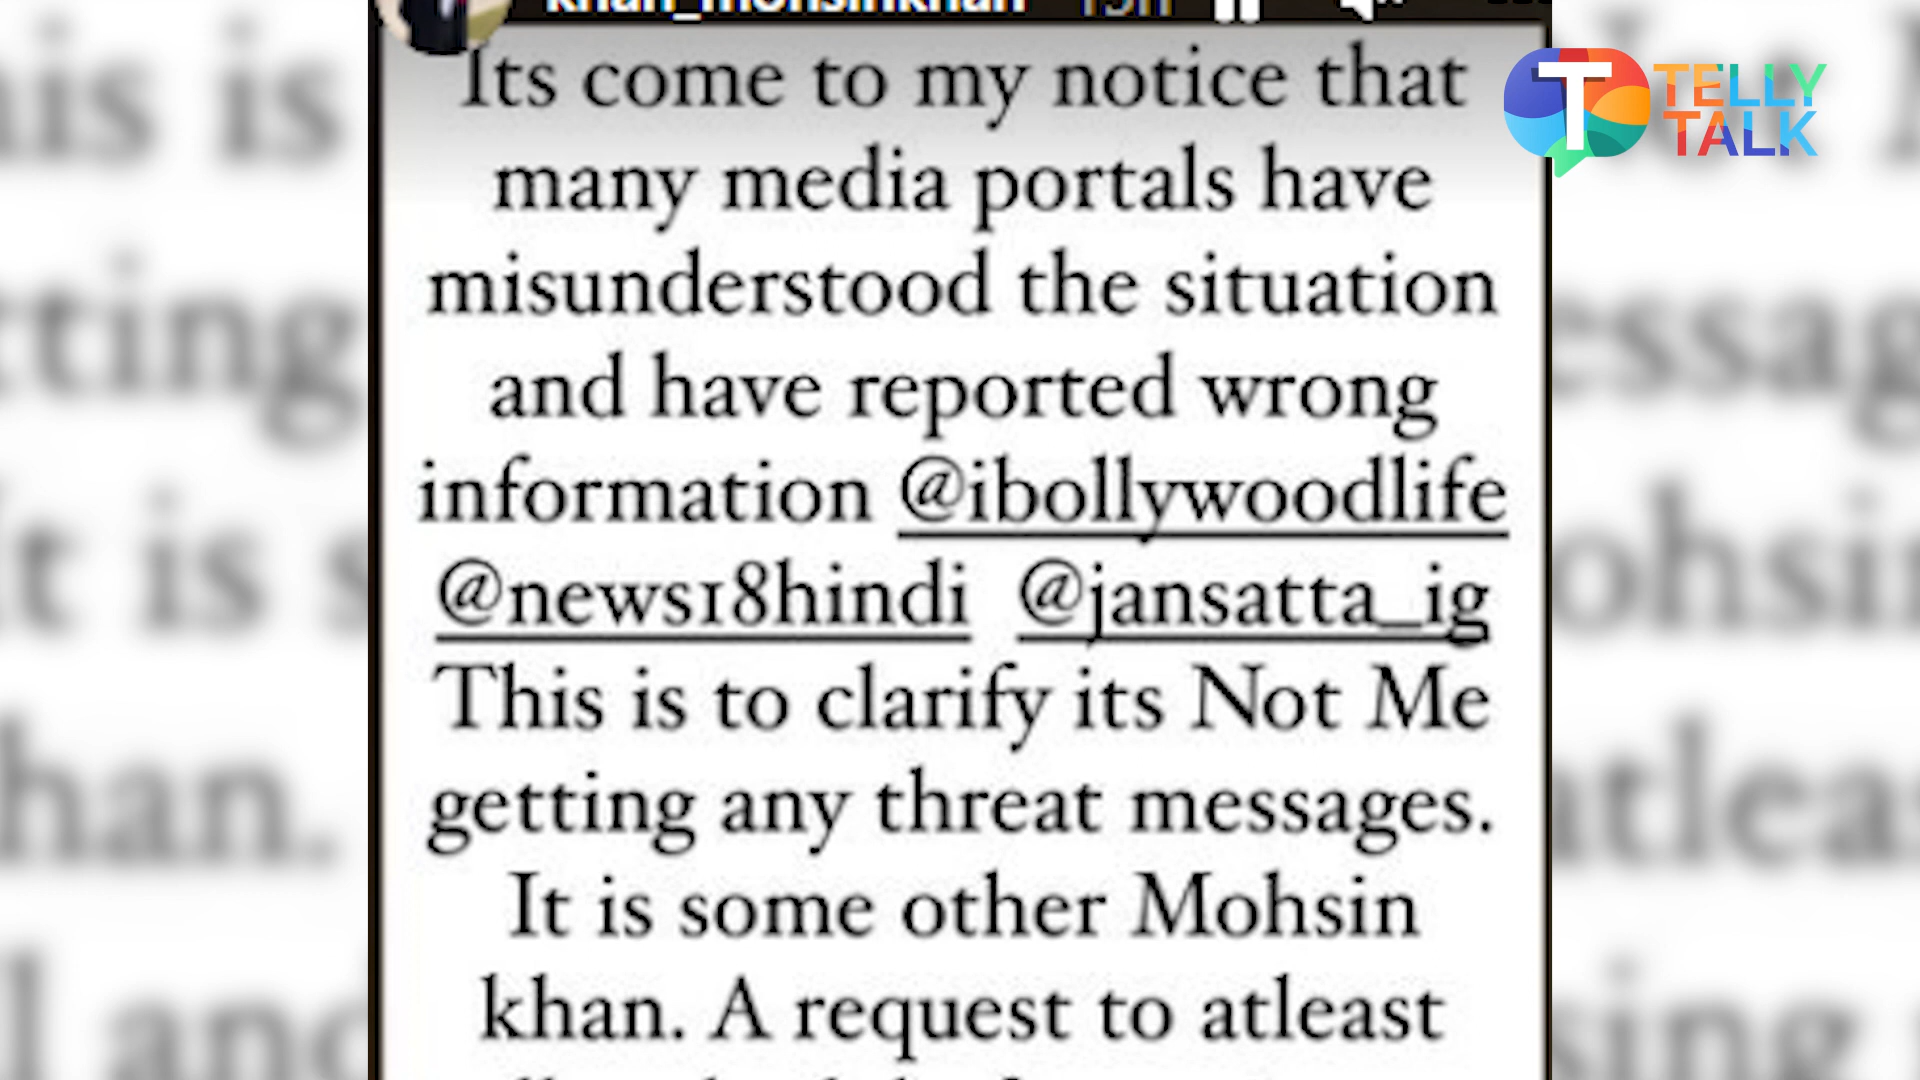 khan_mohsinkhan 15h
Its come to my notice that
many media portals have
misunderstood the situation
and have reported wrong
information @ibollywoodlife
@news18hindi @jansatta_ig
This is to clarify its Not Me
getting any threat messages.
It is some other Mohsin
khan. A request to atleast
TELLY
TALK